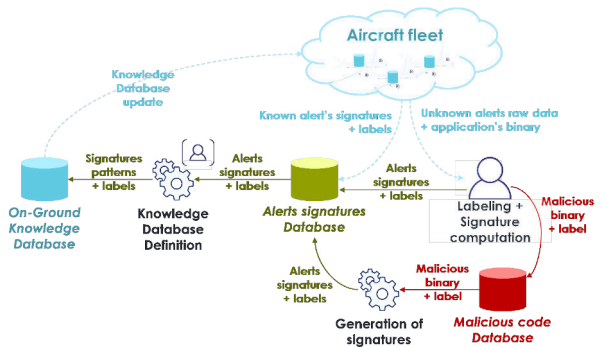 Aircraft fleet
Knowledge
Database
update
Known alert's signatures
+ labels
Unknown alerts raw data
+ application's binary
Signatures
patterns
+ labels
Alerts
signatures
+ labels
Alerts
signatures
+ labels
On-Ground
Knowledge
Database
Knowledge
Database
Definition
Alerts signatures
Database
Labeling +
Signature
computation
Malicious
binary
+ label
Alerts
signatures
+ labels
Malicious
binary
+ label
Generation of
signatures
Malicious code
Database